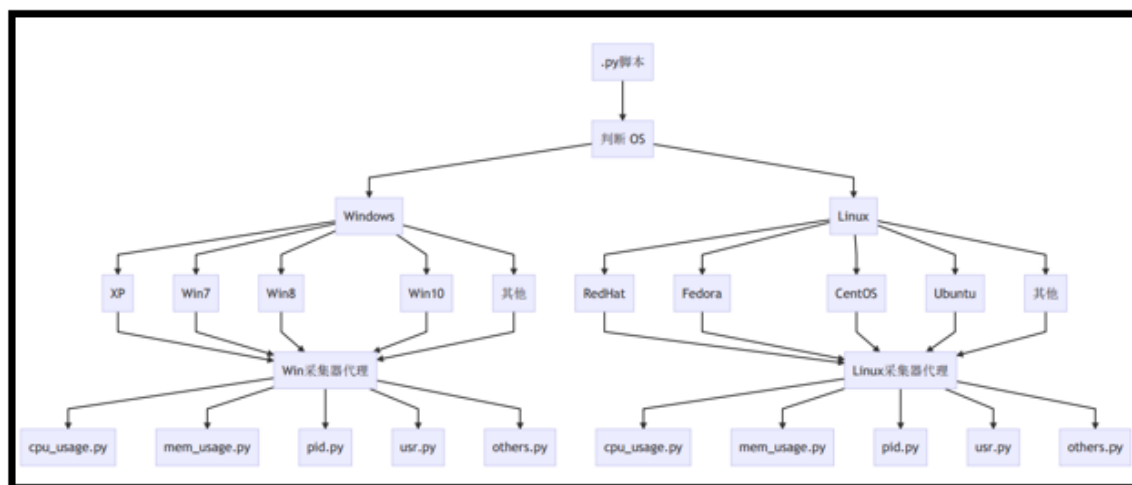 .py脚本
判断 OS
Windows
Linux
XP
Win7
Win8
Win10
其他
RedHat
Fedora
CentOS
Ubuntu
其他
Win采集器代理
Linux采集器代理
cpu_usage.py
mem_usage.py
pid.py
usr.py
others.py
cpu_usage.py
mem_usage.py
pid.py
usr.py
others.py